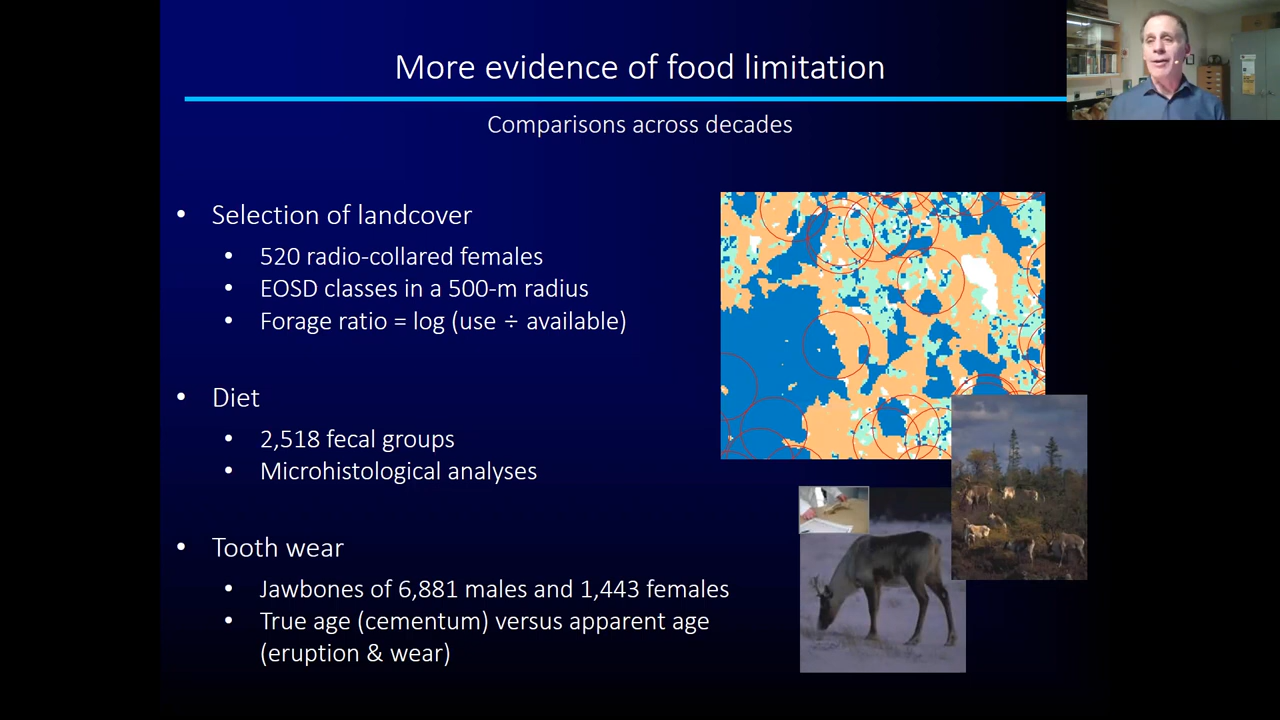 More evidence of food limitation
Comparisons across decades
• Selection of landcover
• 520 radio-collared females
• EOSD classes in a 500-m radius
• Forage ratio = log (use ÷ available)
• Diet
• 2,518 fecal groups
• Microhistological analyses
• Tooth wear
• Jawbones of 6,881 males and 1,443 females
• True age (cementum) versus apparent age
(eruption & wear)